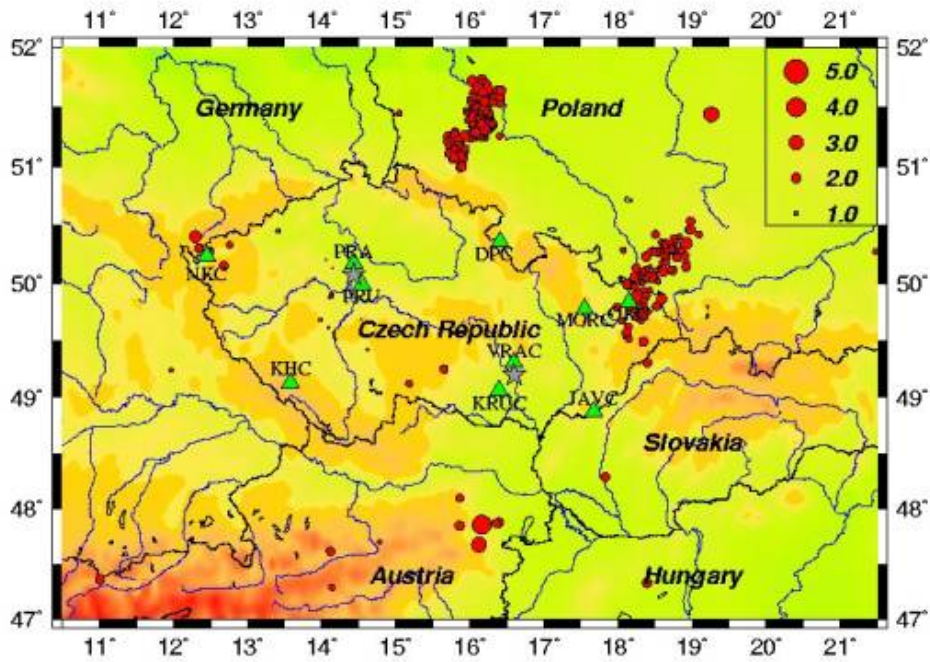 11° 12° 13° 14° 15° 16° 17° 18° 19° 20° 21°
52° 52°
5.0
Germany Poland 4.0
3.0
51° 51°
2.0
1.0
PRA DPC
NKC
50° 50°
PRU
MORC
Czech Republic
VRAC
KHC
KRUC JAVC
49° 49°
Slovakia
48° 48°
Austria Hungary
47° 47°
11° 12° 13° 14° 15° 16° 17° 18° 19° 20° 21°